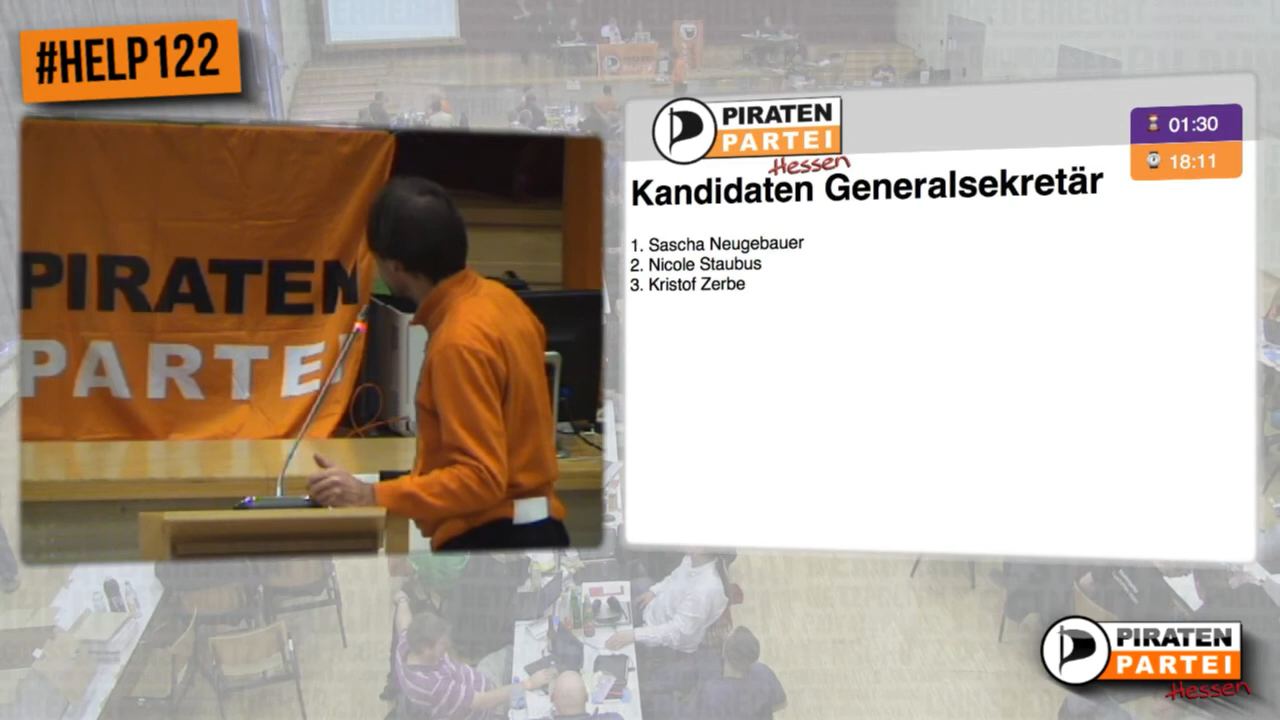 #HELP122
PIRATEN
PARTEI
PIRATEN
PARTEI
Hessen
01:30
18:11
Kandidaten Generalsekretär
1. Sascha Neugebauer
2. Nicole Staubus
3. Kristof Zerbe
PIRATEN
PARTEI
Hessen